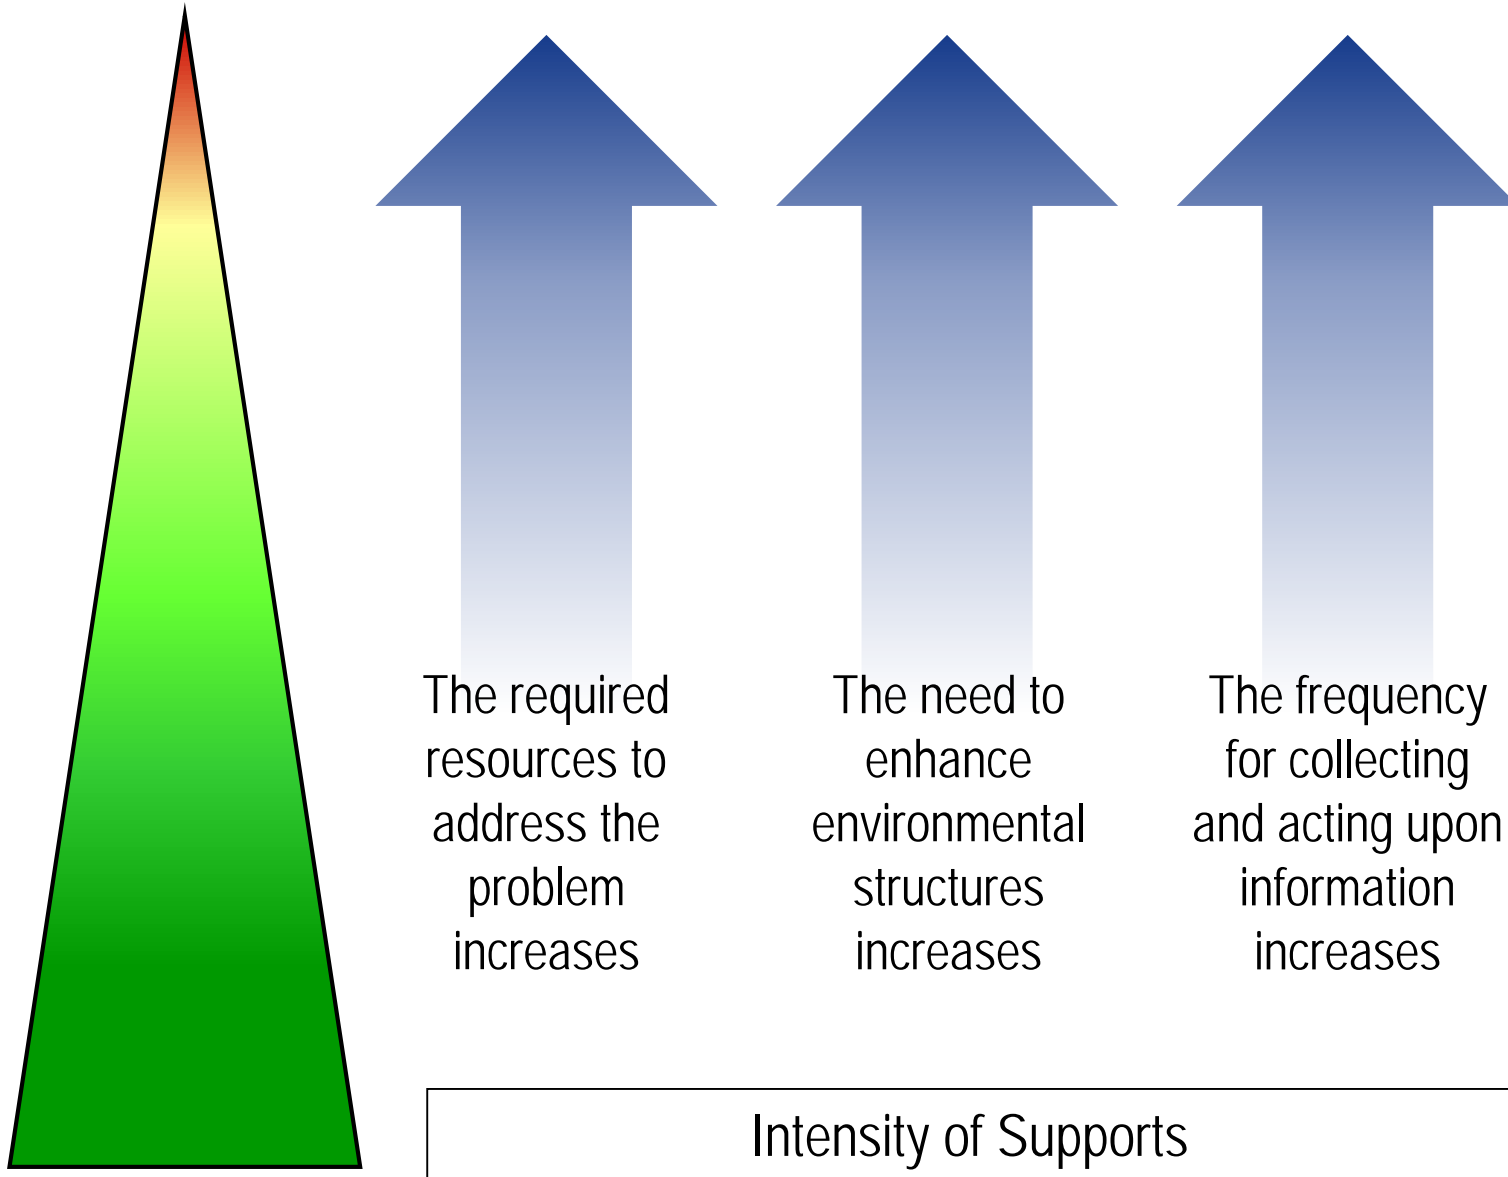 The required
resources to
address the
problem
increases
The need to
enhance
environmental
structures
increases
The frequency
for collecting
and acting upon
information
increases
Intensity of Supports